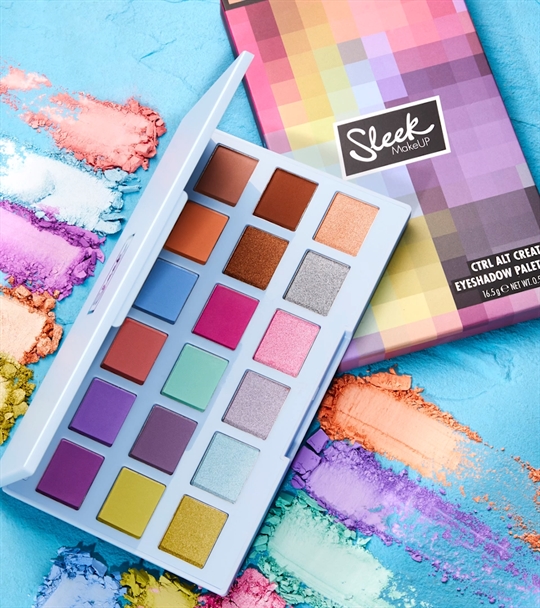 Sleek
MakeUP
CTRL ALT CREAT
EYESHADOW PALET
16.5g ℮ NET WT. 0.5